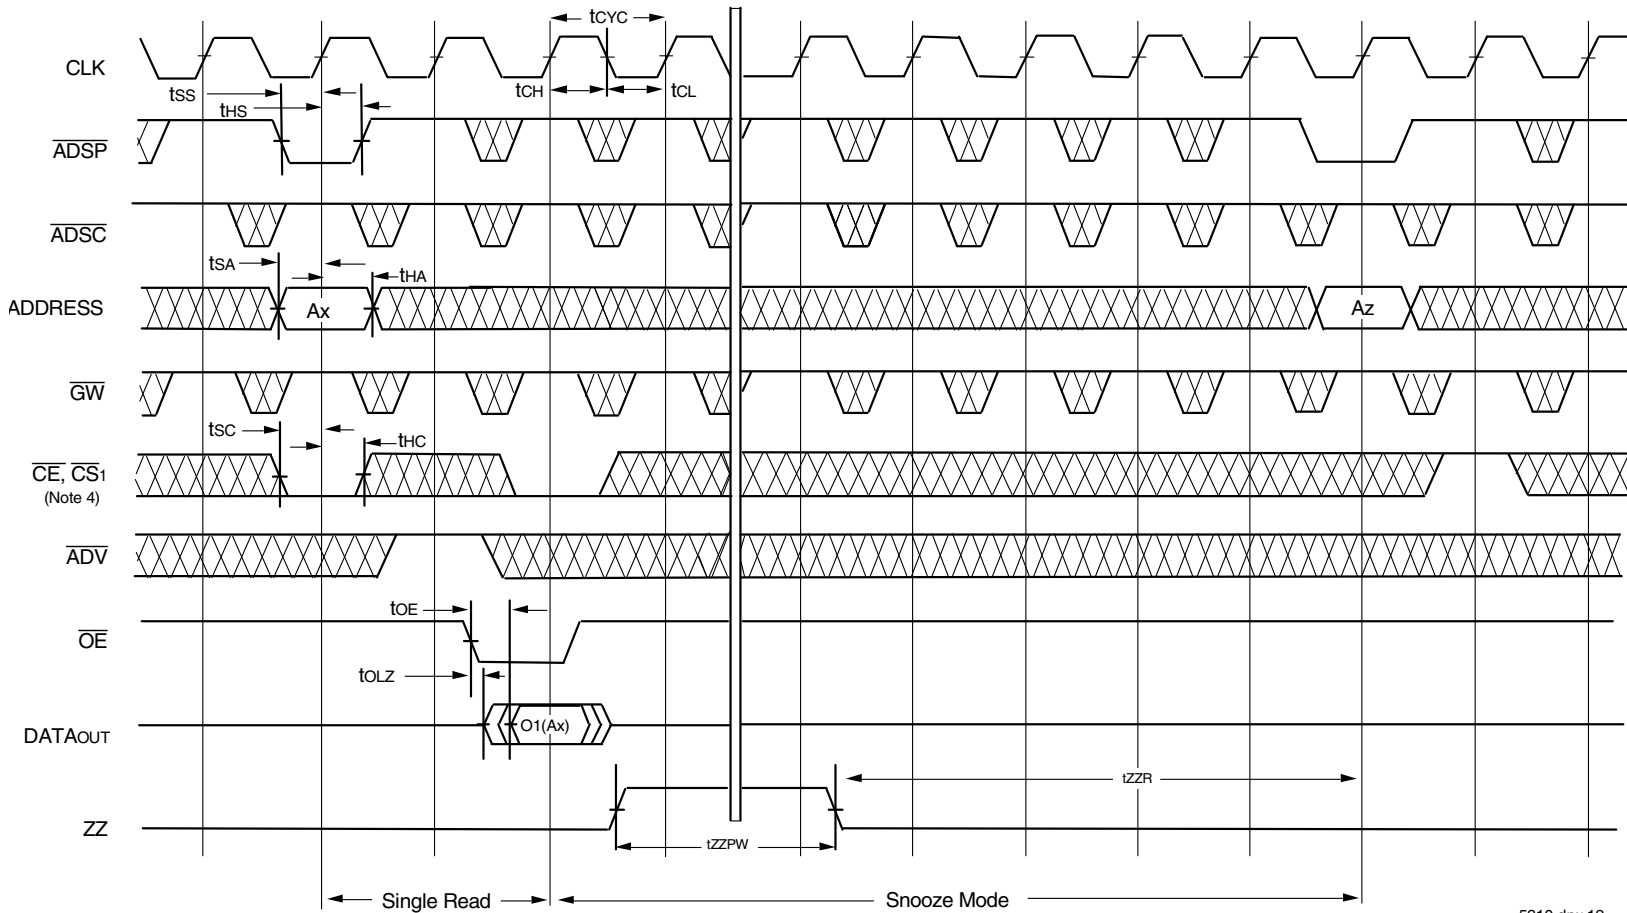 tCYC
CLK
tSS
tCH
tCL
tHS
ADSP
ADSC
tSA
tHA
ADDRESS
Ax
Az
GW
tSC
tHC
CE, CS1
(Note 4)
ADV
tOE
OE
tOLZ
O1(Ax)
DATAOUT
tZZR
ZZ
tZZPW
Single Read
Snooze Mode